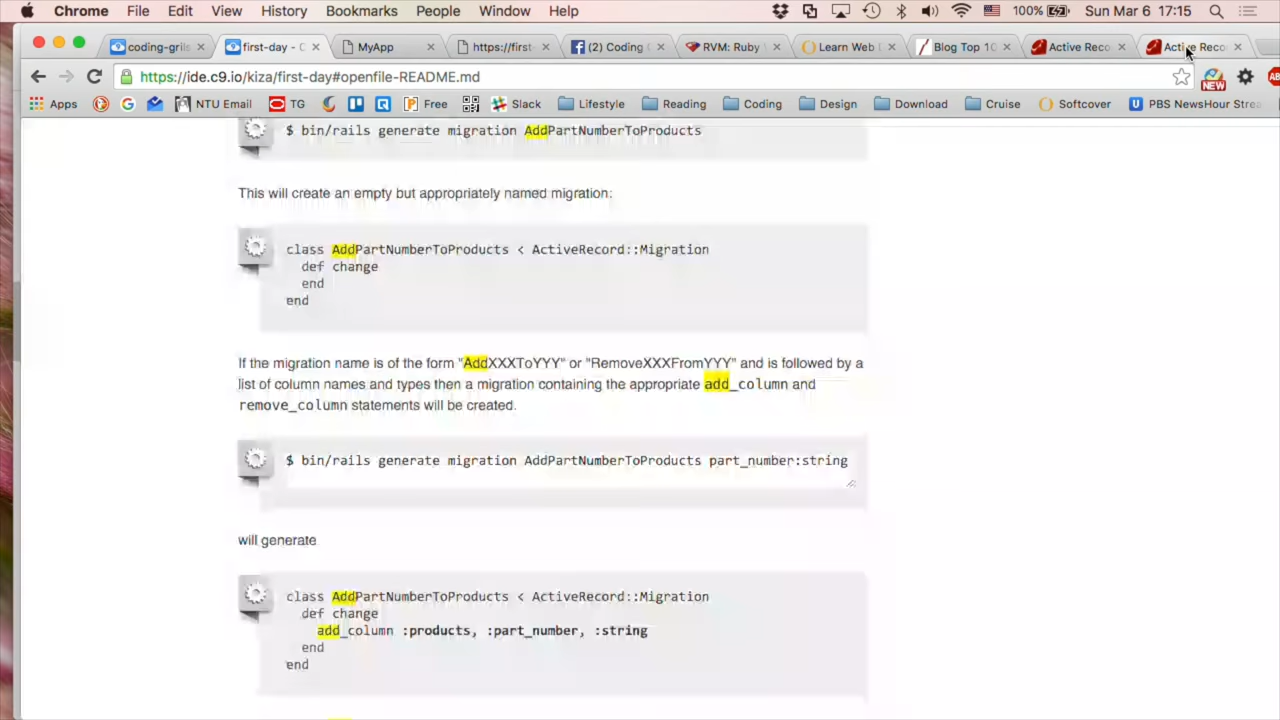 Chrome File Edit View History Bookmarks People Window Help 100% Sun Mar 6 17:15
coding-grils first-day - C MyApp https://first- (2) Coding RVM: Ruby Learn Web Blog Top 10 Active Reco Active Reco
https://ide.c9.io/kiza/first-day#openfile-README.md NEW
Apps NTU Email TG Free Slack Lifestyle Reading Coding Design Download Cruise Softcover PBS NewsHour Strea
$ bin/rails generate migration AddPartNumberToProducts
This will create an empty but appropriately named migration:
class AddPartNumberToProducts < ActiveRecord::Migration
def change
end
end
If the migration name is of the form "AddXXXToYYY" or "RemoveXXXFromYYY" and is followed by a
list of column names and types then a migration containing the appropriate add_column and
remove_column statements will be created.
$ bin/rails generate migration AddPartNumberToProducts part_number:string
will generate
class AddPartNumberToProducts < ActiveRecord::Migration
def change
add_column :products, :part_number, :string
end
end